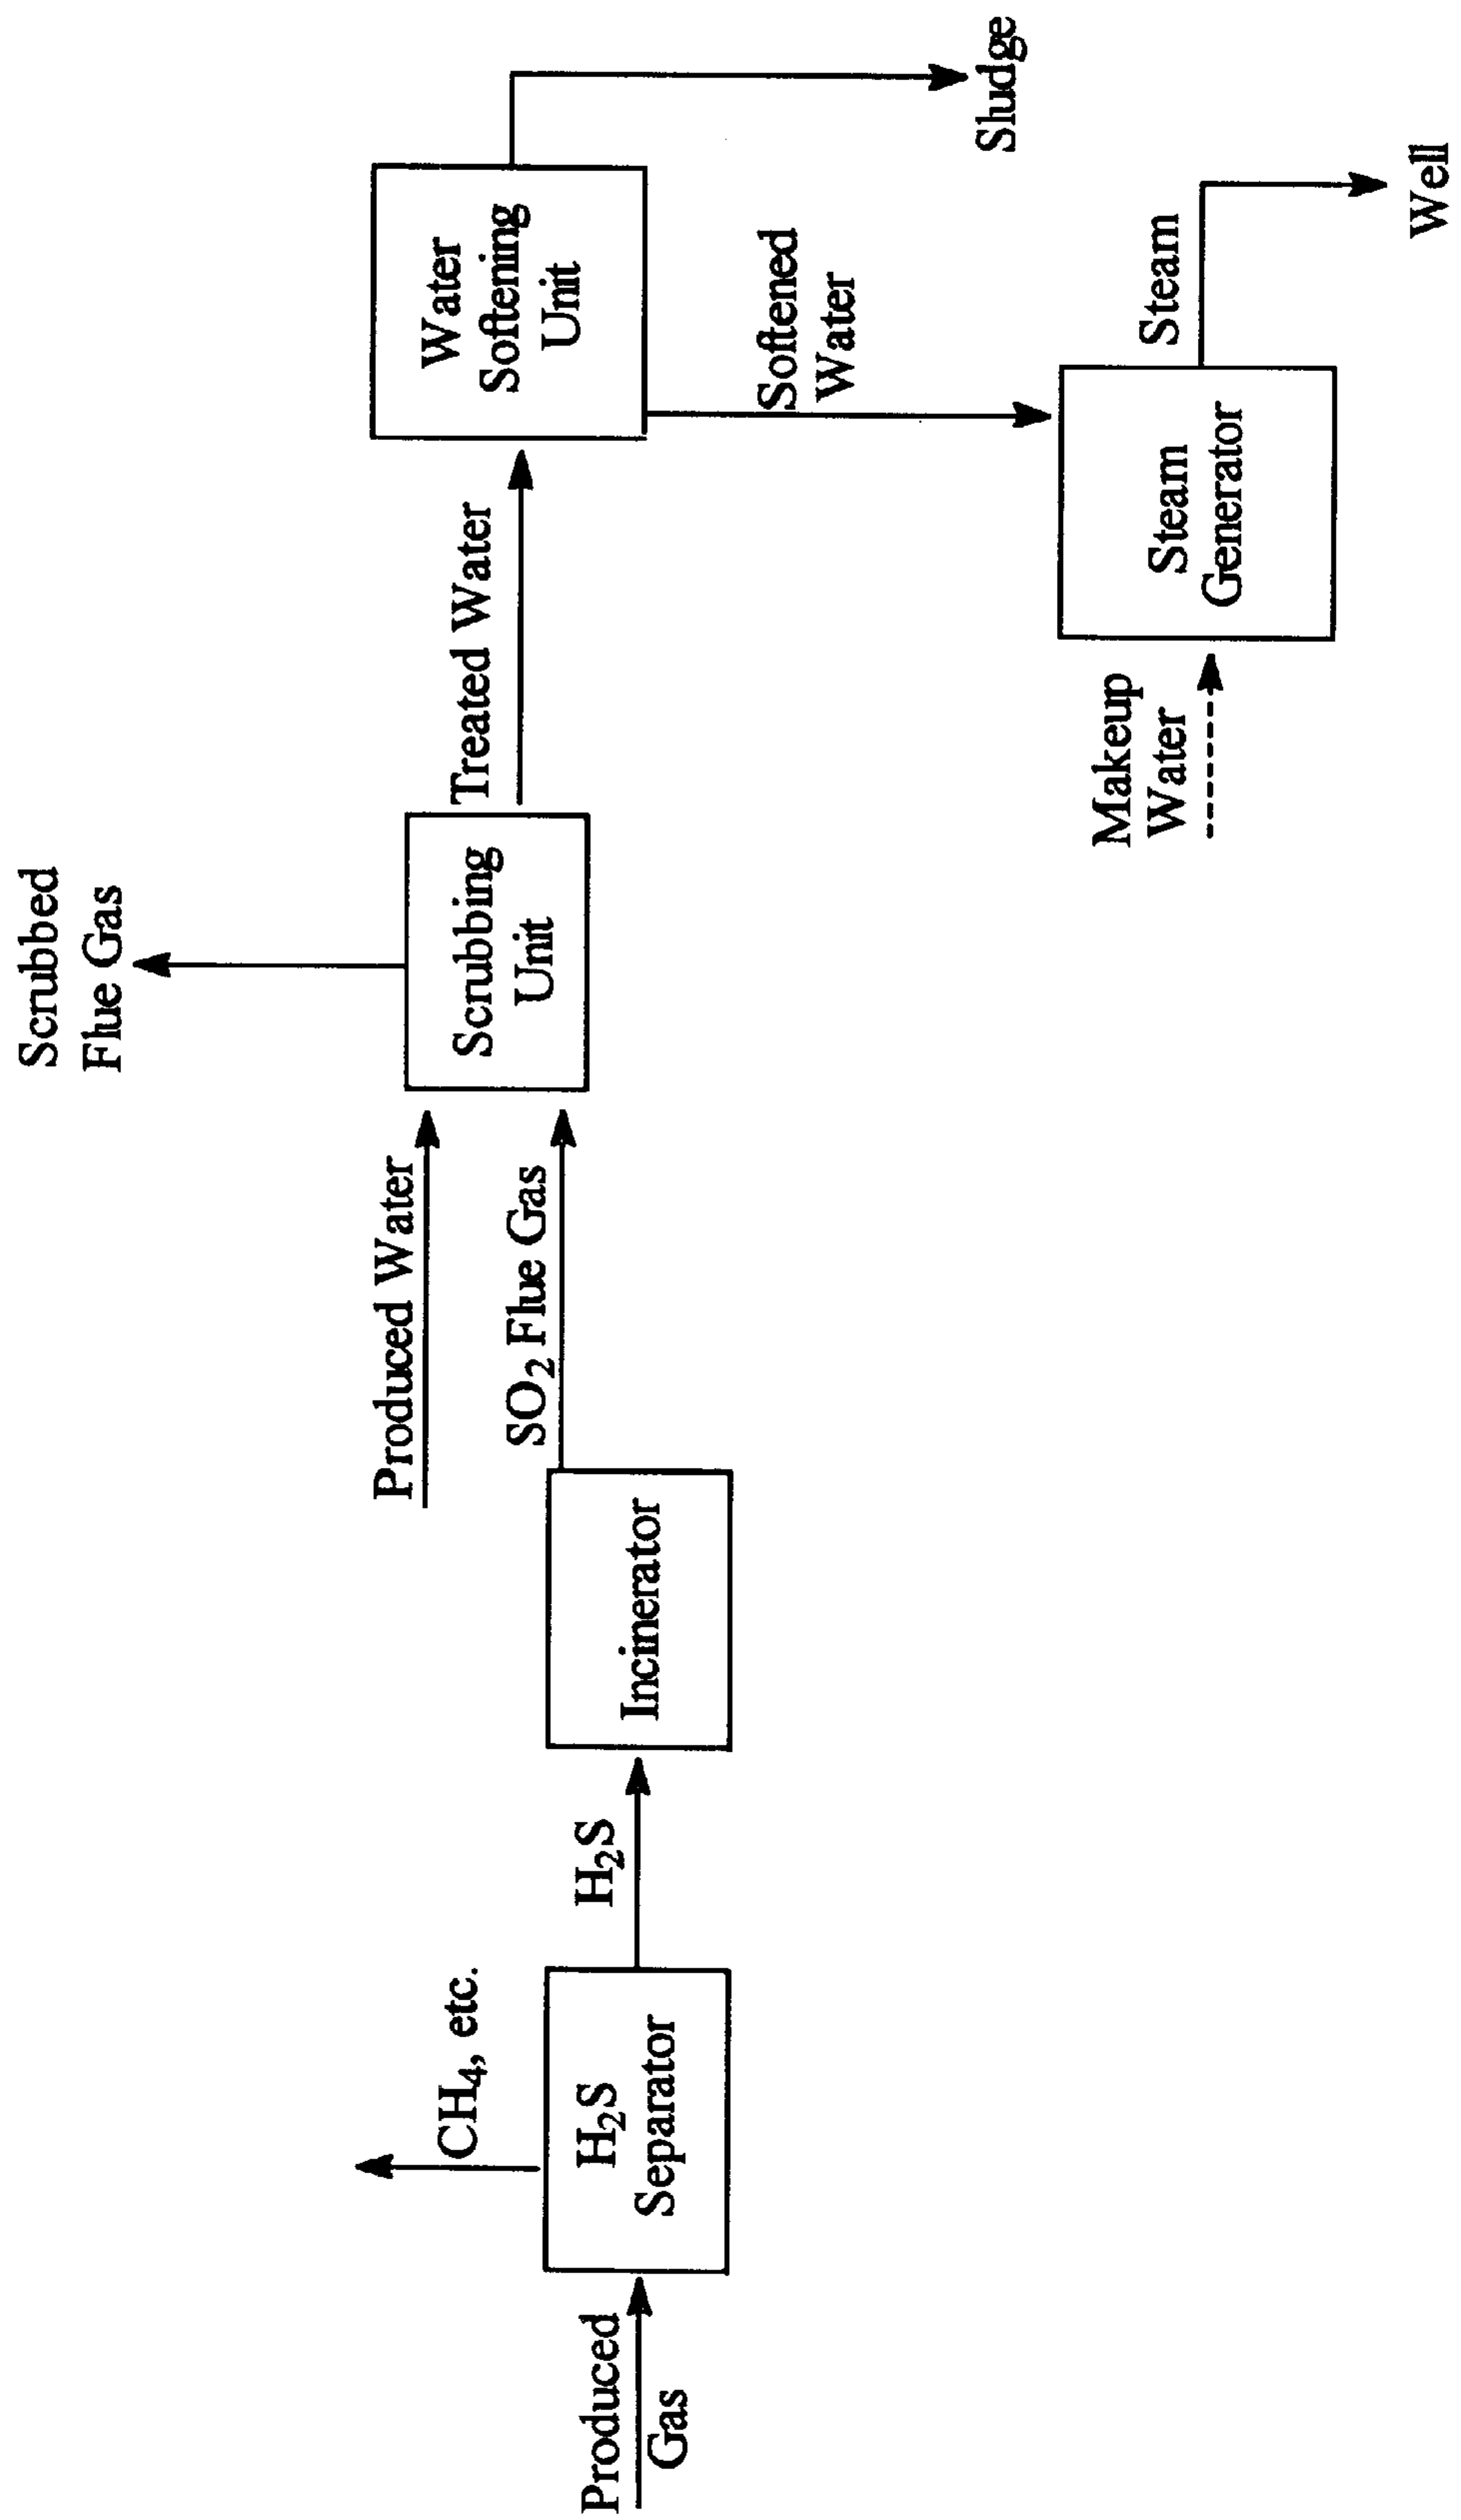 Scrubbed
Flue Gas
CH4, etc.
Produced Water
Treated Water
Water
Softening
Unit
Scrubbing
Unit
SO2 Flue Gas
H2S
Produced
Gas
H2S
Separator
Incinerator
Softened
Water
Sludge
Makeup
Water
Steam
Generator
Steam
Well